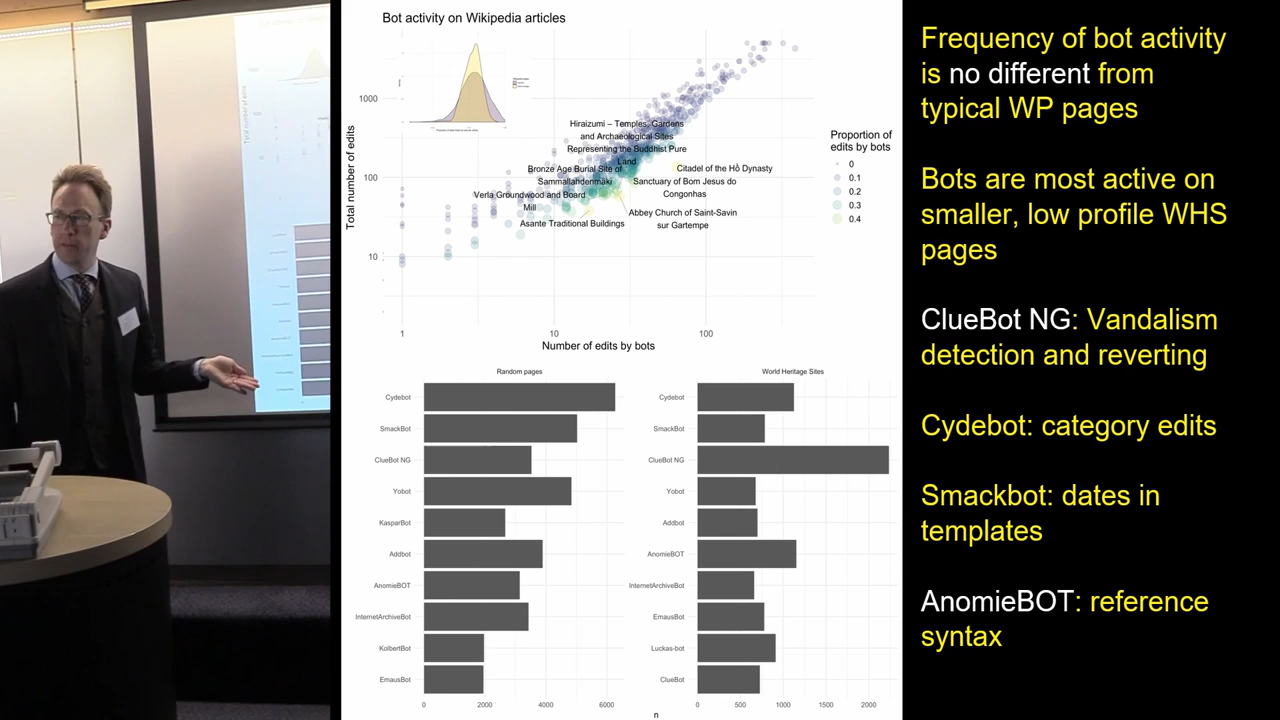 Bot activity on Wikipedia articles
Total number of edits
1000
100
10
Hiraizumi – Temples, Gardens
and Archaeological Sites
Representing the Buddhist Pure
Land
Bronze Age Burial Site of
Sammallahdenmäki
Citadel of the Hồ Dynasty
Sanctuary of Bom Jesus do
Congonhas
Verla Groundwood and Board
Mill
Abbey Church of Saint-Savin
sur Gartempe
Asante Traditional Buildings
1
10
100
Number of edits by bots
Proportion of
edits by bots
0
0.1
0.2
0.3
0.4
Random pages
Cydebot
SmackBot
ClueBot NG
Yobot
KasparBot
Addbot
AnomieBOT
InternetArchiveBot
KolbertBot
EmausBot
0
2000
4000
6000
World Heritage Sites
Cydebot
SmackBot
ClueBot NG
Yobot
Addbot
AnomieBOT
InternetArchiveBot
EmausBot
Luckas-bot
ClueBot
0
500
1000
1500
2000
n
Frequency of bot activity
is no different from
typical WP pages
Bots are most active on
smaller, low profile WHS
pages
ClueBot NG: Vandalism
detection and reverting
Cydebot: category edits
Smackbot: dates in
templates
AnomieBOT: reference
syntax